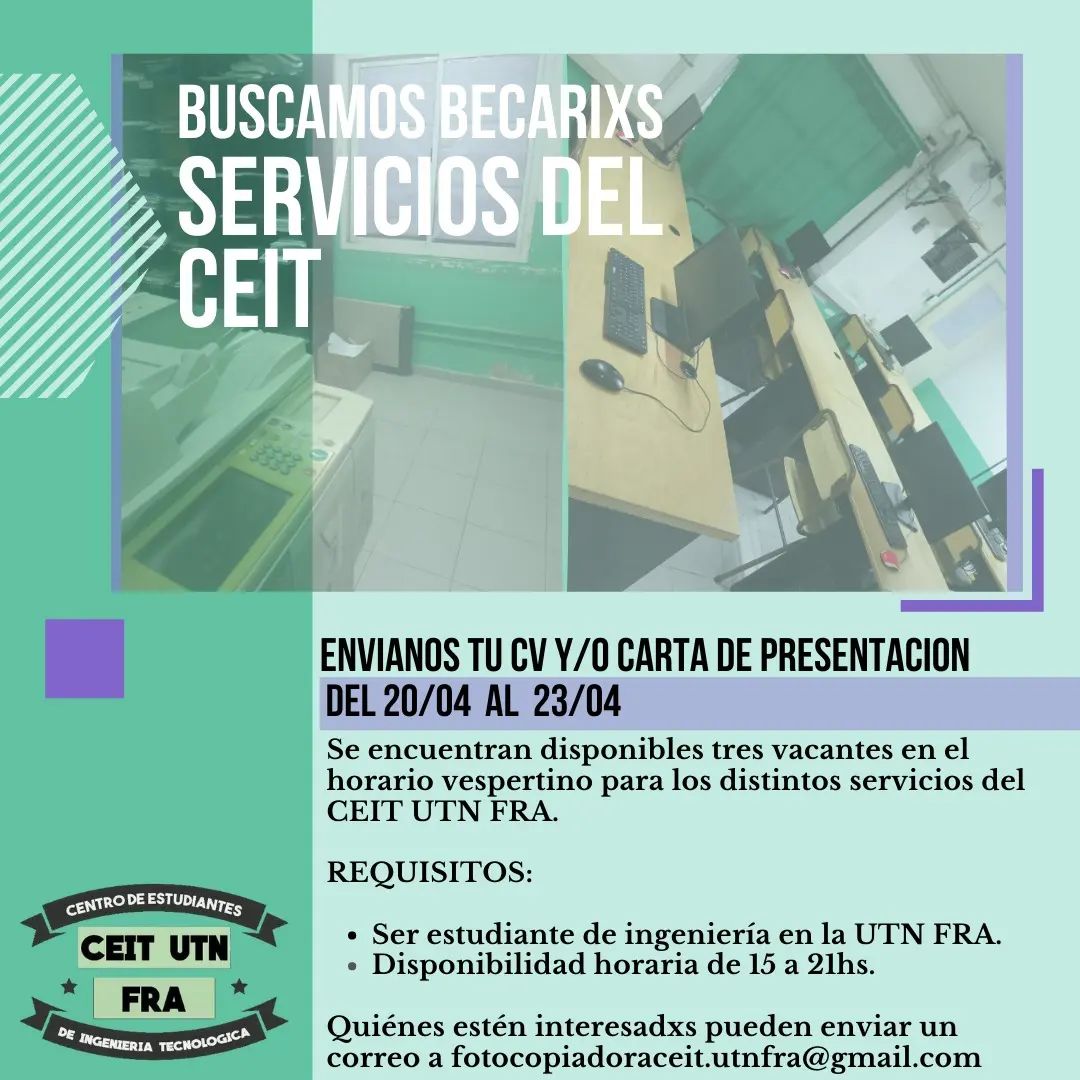 BUSCAMOS BECARIXS
SERVICIOS DEL
CEIT
ENVIANOS TU CV Y/O CARTA DE PRESENTACION
DEL 20/04 AL 23/04
Se encuentran disponibles tres vacantes en el
horario vespertino para los distintos servicios del
CEIT UTN FRA.
REQUISITOS:
• Ser estudiante de ingeniería en la UTN FRA.
• Disponibilidad horaria de 15 a 21hs.
Quiénes estén interesadxs pueden enviar un
correo a fotocopiadoraceit.utnfra@gmail.com
CENTRO DE ESTUDIANTES
CEIT UTN
FRA
DE INGENIERIA TECNOLOGICA